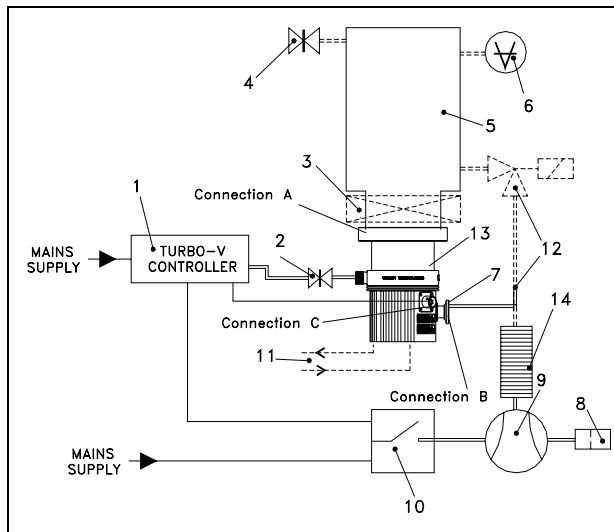 4
6
5
3
Connection A
1
MAINS
SUPPLY
TURBO-V
CONTROLLER
2
13
7
12
Connection C
11
14
Connection B
9
8
MAINS
SUPPLY
10